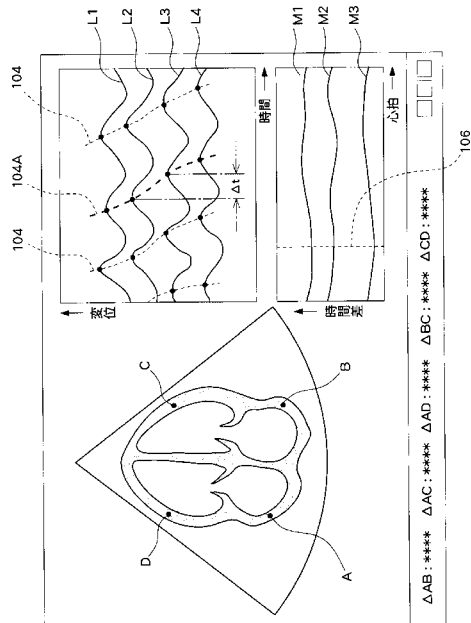 104
104A
104
L1
L2
L3
L4
変位
時間
Δt
M1
M2
M3
時間差
心拍
106
D
C
A
B
ΔAB : **** ΔAC : **** ΔAD : **** ΔBC : **** ΔCD : ****